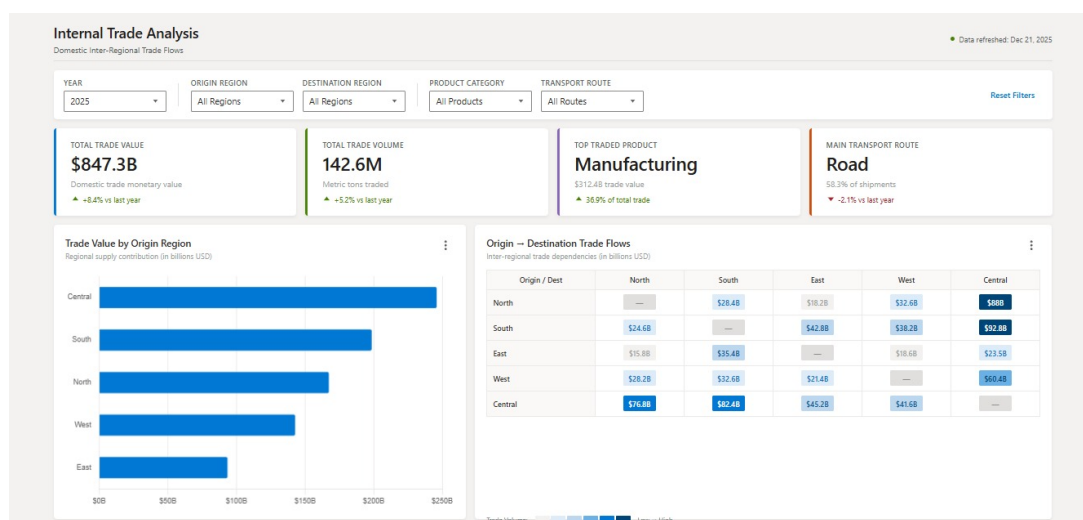 Internal Trade Analysis
Domestic Inter-Regional Trade Flows
Data refreshed: Dec 21, 2025
YEAR ORIGIN REGION DESTINATION REGION PRODUCT CATEGORY TRANSPORT ROUTE
2025 All Regions All Regions All Products All Routes
Reset Filters
TOTAL TRADE VALUE
$847.3B
Domestic trade monetary value
▲ +8.4% vs last year
TOTAL TRADE VOLUME
142.6M
Metric tons traded
▲ +5.2% vs last year
TOP TRADED PRODUCT
Manufacturing
$312.4B trade value
▲ 36.9% of total trade
MAIN TRANSPORT ROUTE
Road
58.3% of shipments
▼ -2.1% vs last year
Trade Value by Origin Region
Regional supply contribution (in billions USD)
Central
South
North
West
East
$0B $50B $100B $150B $200B $250B
Origin → Destination Trade Flows
Inter-regional trade dependencies (in billions USD)
Origin / Dest North South East West Central
North — $28.4B $18.2B $32.6B $88B
South $24.6B — $42.8B $38.2B $92.8B
East $15.8B $35.4B — $18.6B $23.5B
West $28.2B $32.6B $21.4B — $60.4B
Central $76.8B $82.4B $45.2B $41.6B —